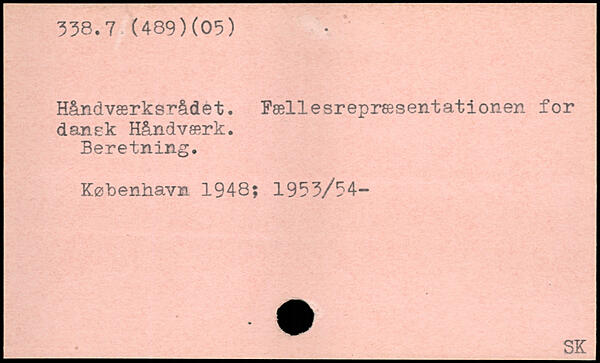 338.7 (489)(05)
Håndværksrådet. Fællesrepræsentationen for
dansk Håndværk.
Beretning.
København 1948; 1953/54-
SK